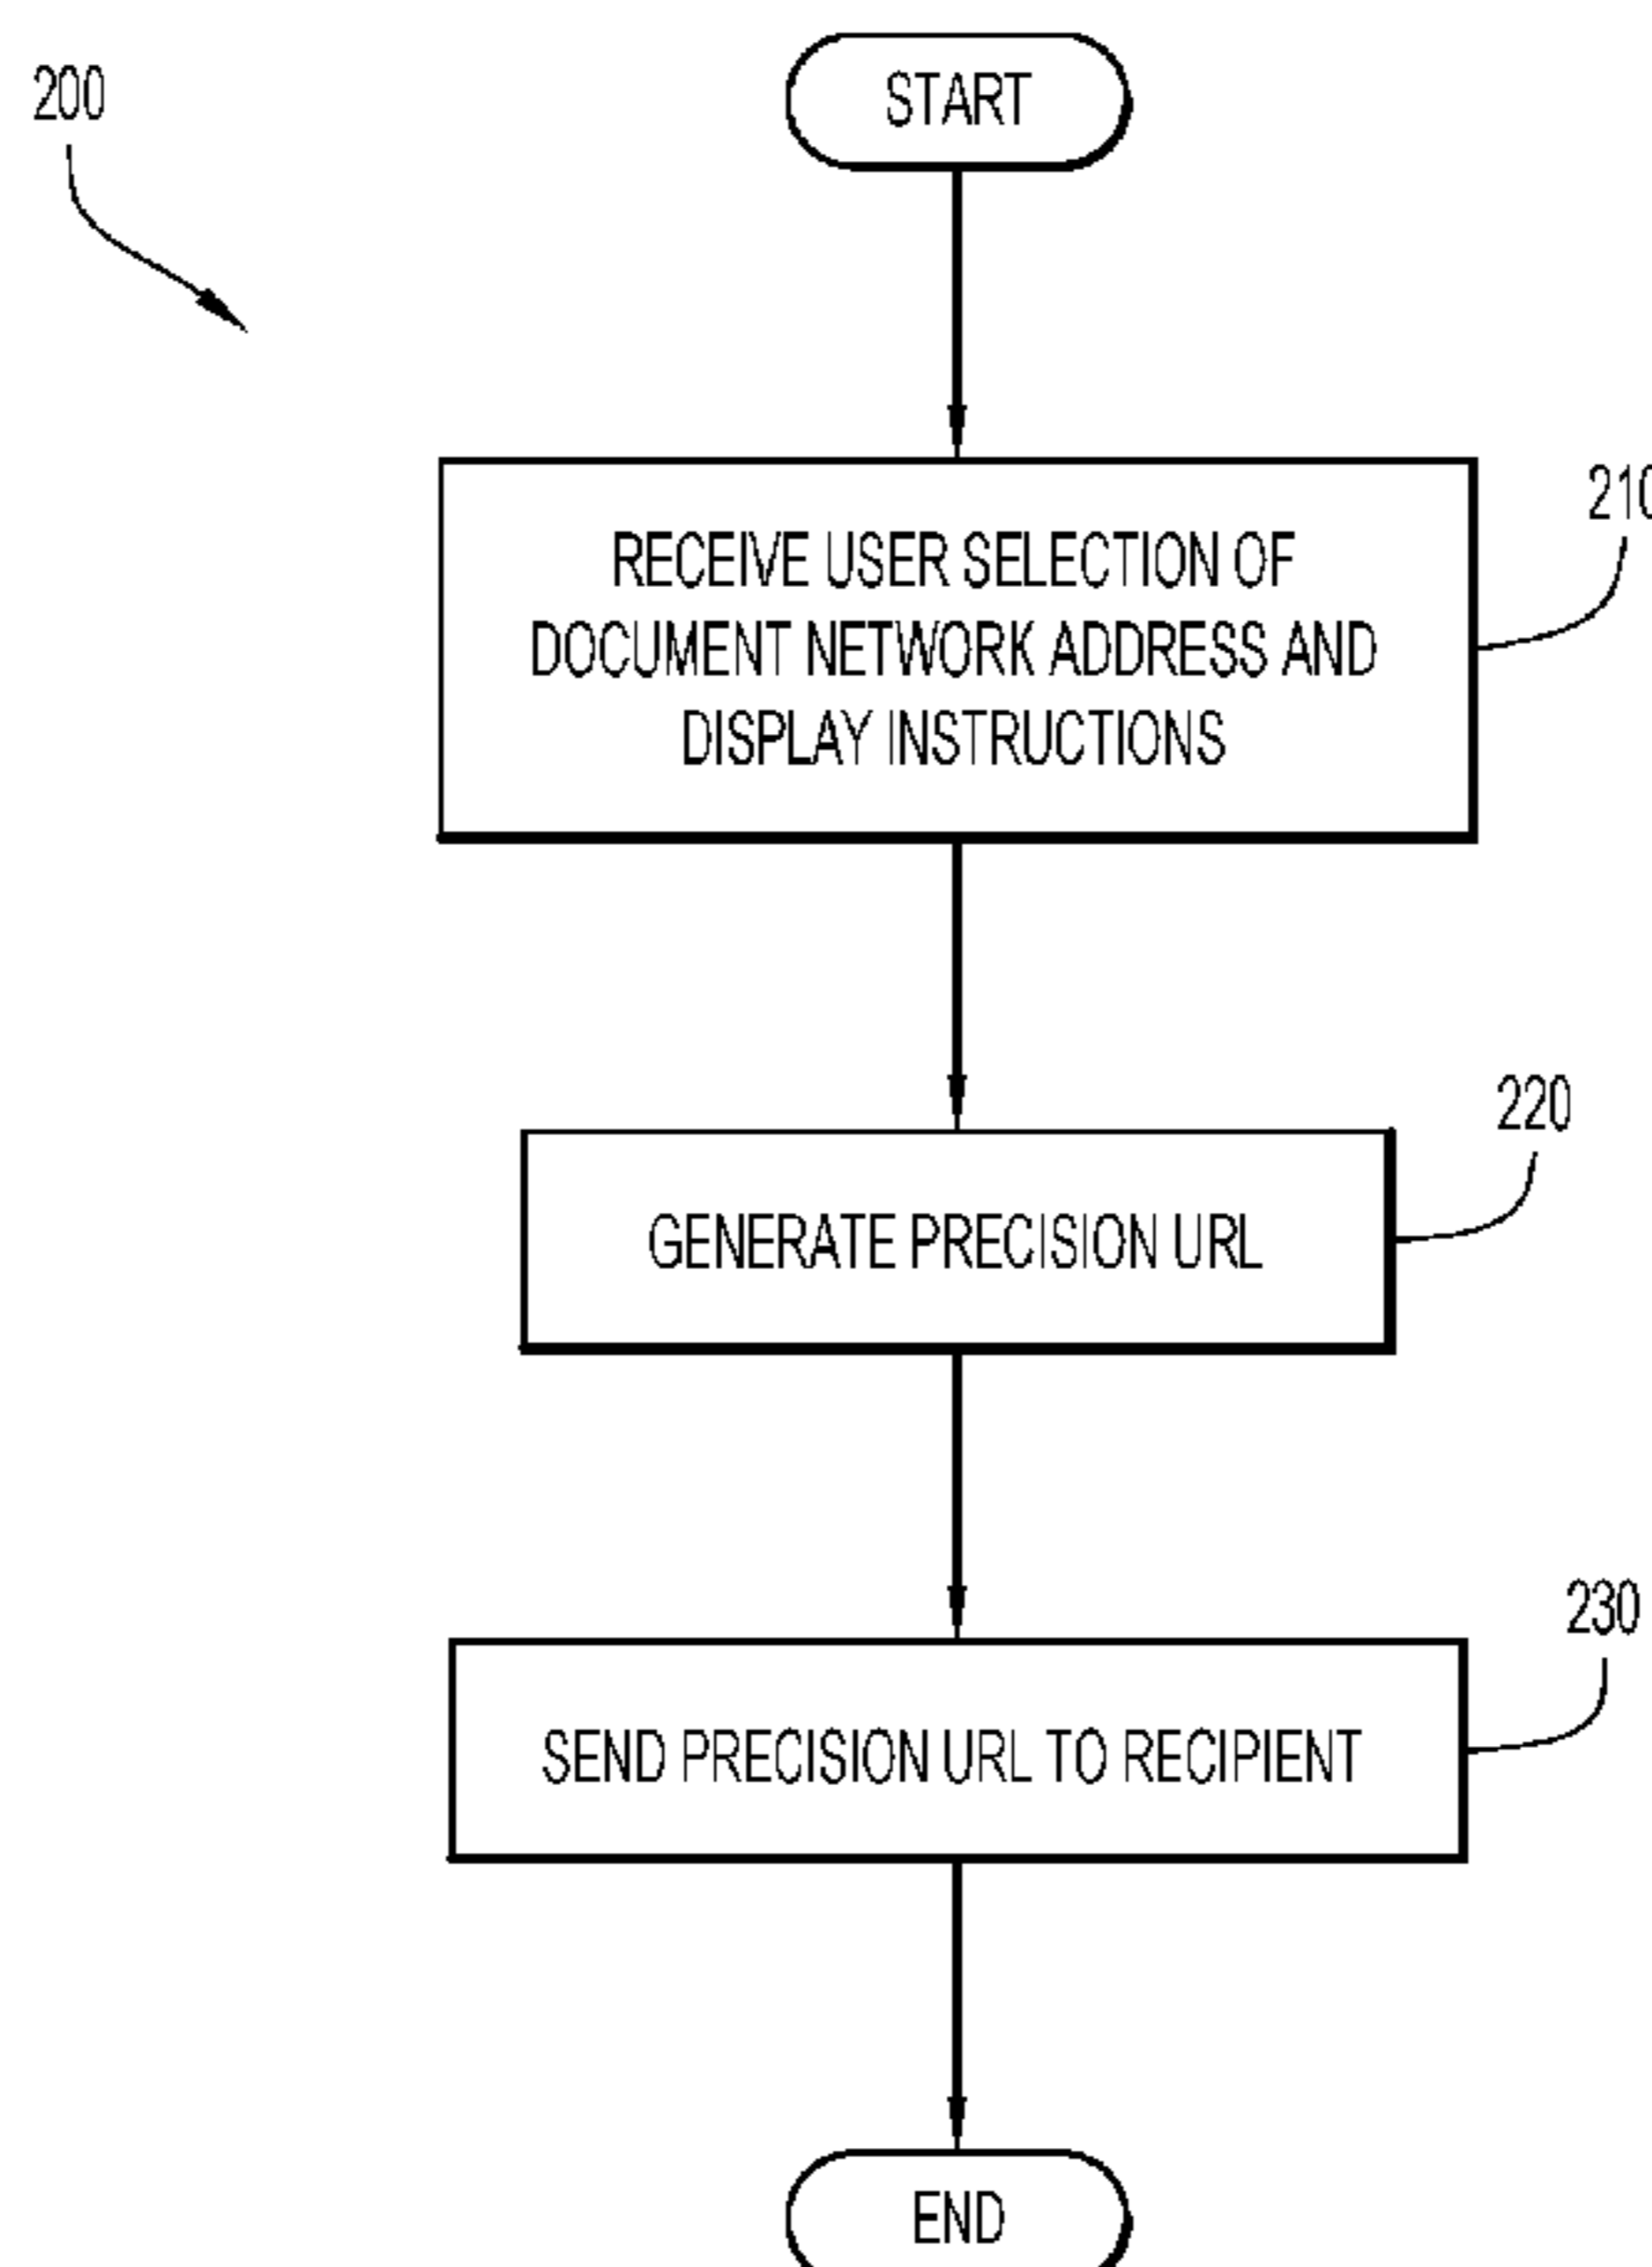 200
START
210
RECEIVE USER SELECTION OF
DOCUMENT NETWORK ADDRESS AND
DISPLAY INSTRUCTIONS
220
GENERATE PRECISION URL
230
SEND PRECISION URL TO RECIPIENT
END